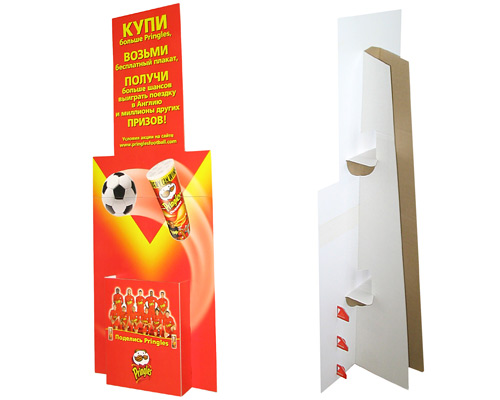 КУПИ
больше Pringles,
ВОЗЬМИ
бесплатный плакат,
ПОЛУЧИ
больше шансов
выиграть поездку
в Англию
и миллионы других
ПРИЗОВ!
Условия акции на сайте
www.pringlesfootball.com
Pringles
Поделись Pringles
Pringles